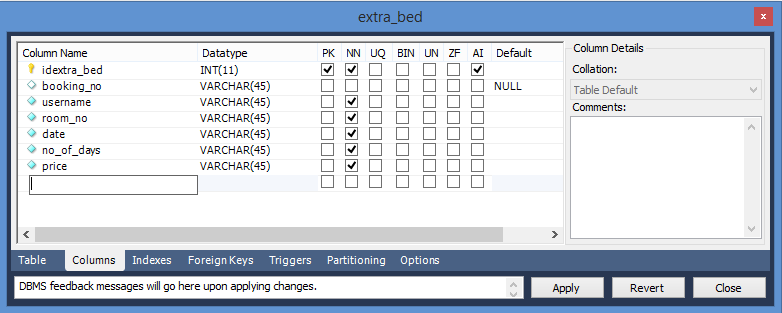 extra_bed
x
Column Name Datatype PK NN UQ BIN UN ZF AI Default
idextra_bed INT(11)
booking_no VARCHAR(45) NULL
username VARCHAR(45)
room_no VARCHAR(45)
date VARCHAR(45)
no_of_days VARCHAR(45)
price VARCHAR(45)
Column Details
Collation:
Table Default
Comments:
Table Columns Indexes Foreign Keys Triggers Partitioning Options
DBMS feedback messages will go here upon applying changes.
Apply Revert Close